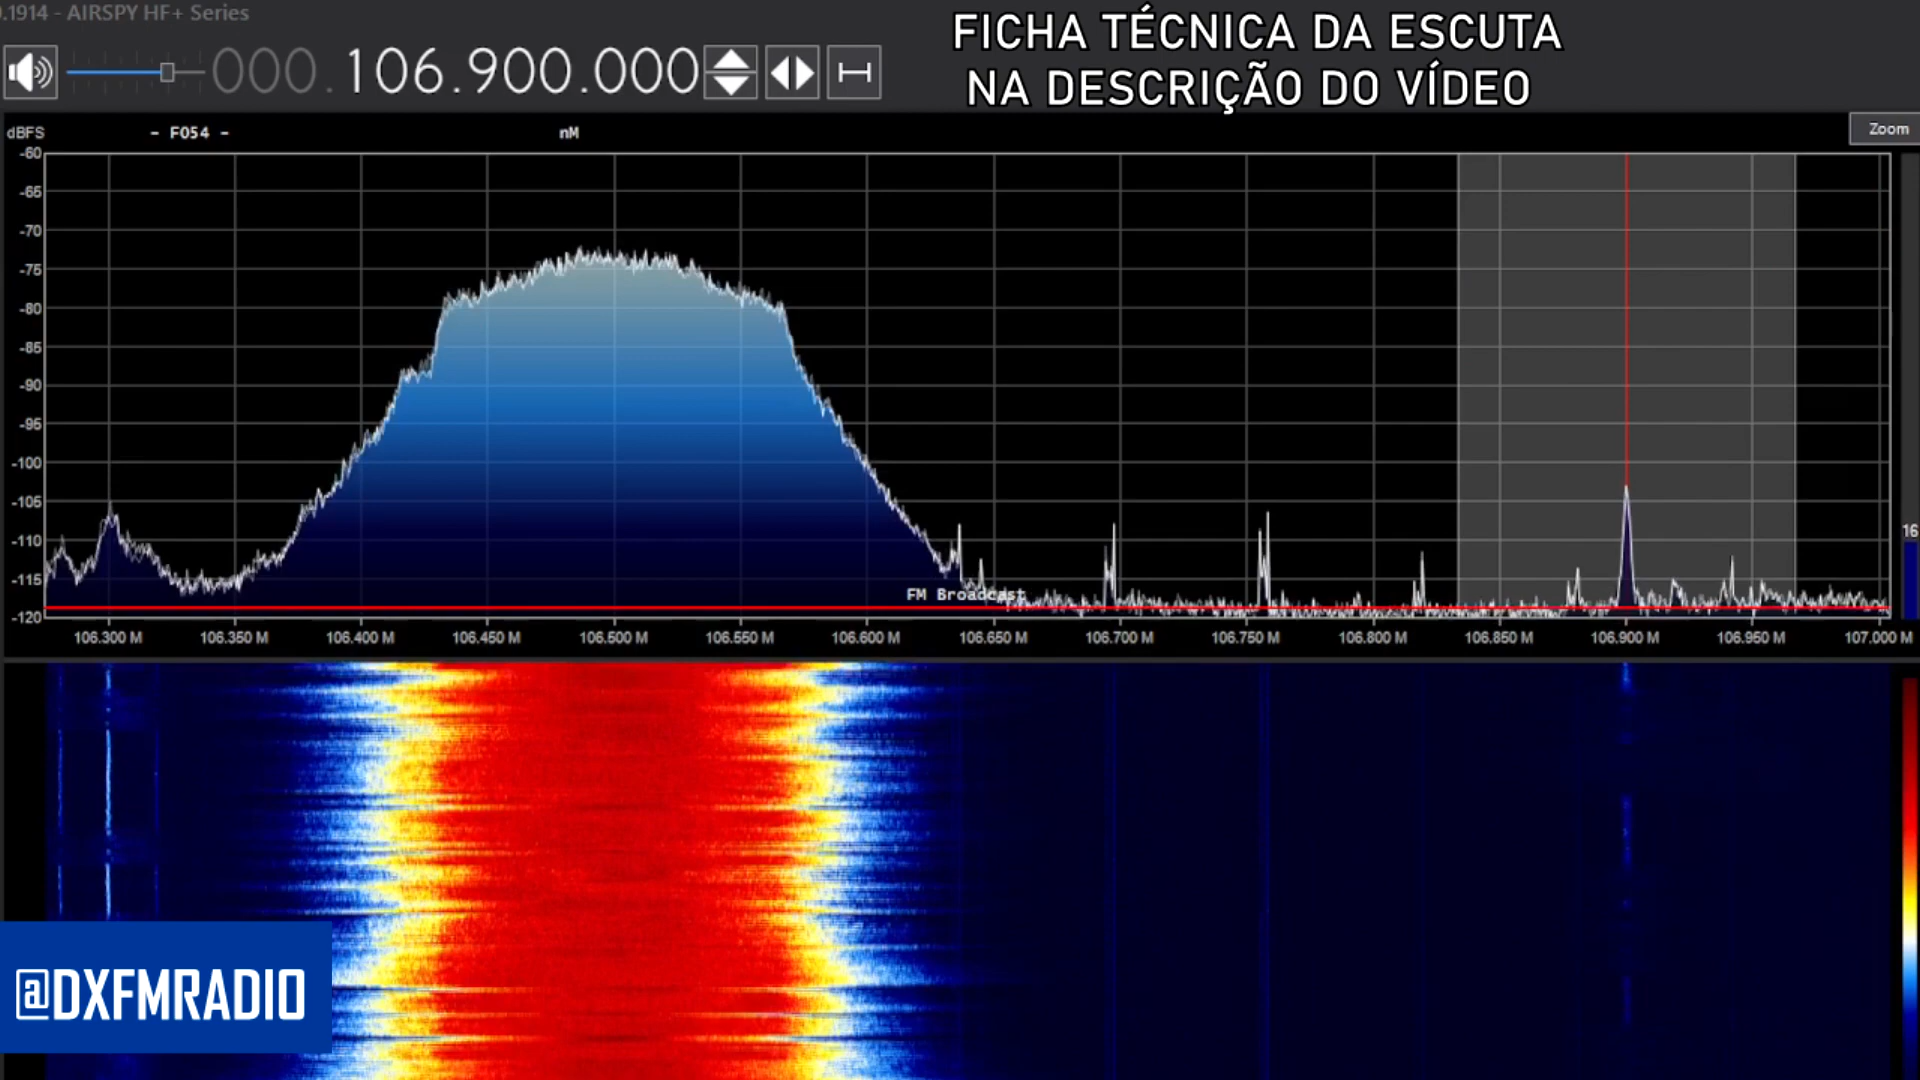 .1914 - AIRSPY HF+ Series
FICHA TÉCNICA DA ESCUTA
NA DESCRIÇÃO DO VÍDEO
000.106.900.000
dBFS
- F054 -
nM
Zoom
-60
-65
-70
-75
-80
-85
-90
-95
-100
-105
-110
-115
-120
16
FM Broadcast
106.300 M 106.350 M 106.400 M 106.450 M 106.500 M 106.550 M 106.600 M 106.650 M 106.700 M 106.750 M 106.800 M 106.850 M 106.900 M 106.950 M 107.000 M
@DXFMRADIO